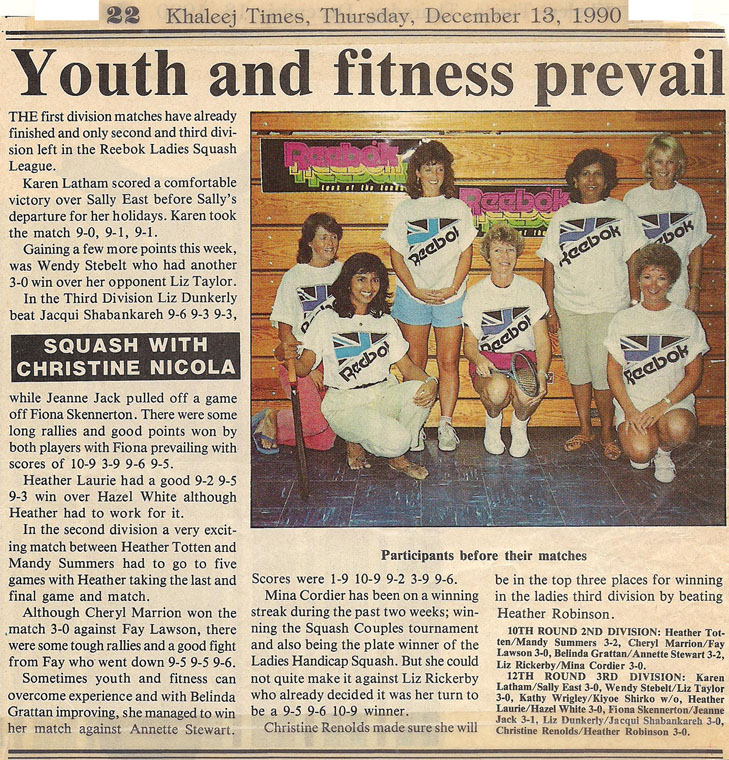 22 Khaleej Times, Thursday, December 13, 1990
Youth and fitness prevail
THE first division matches have already
finished and only second and third divi-
sion left in the Reebok Ladies Squash
League.
Karen Latham scored a comfortable
victory over Sally East before Sally's
departure for her holidays. Karen took
the match 9-0, 9-1, 9-1.
Gaining a few more points this week,
was Wendy Stebelt who had another
3-0 win over her opponent Liz Taylor.
In the Third Division Liz Dunkerly
beat Jacqui Shabankareh 9-6 9-3 9-3,
SQUASH WITH
CHRISTINE NICOLA
while Jeanne Jack pulled off a game
off Fiona Skennerton. There were some
long rallies and good points won by
both players with Fiona prevailing with
scores of 10-9 3-9 9-6 9-5.
Heather Laurie had a good 9-2 9-5
9-3 win over Hazel White although
Heather had to work for it.
In the second division a very excit-
ing match between Heather Totten and
Mandy Summers had to go to five
games with Heather taking the last and
final game and match.
Although Cheryl Marrion won the
match 3-0 against Fay Lawson, there
were some tough rallies and a good fight
from Fay who went down 9-5 9-5 9-6.
Sometimes youth and fitness can
overcome experience and with Belinda
Grattan improving, she managed to win
her match against Annette Stewart.
Reebok
Reebok
look of the
Reebok
Reebok
Reebok
Reebok
Reebok
Reebok
Reebok
Reebok
Participants before their matches
Scores were 1-9 10-9 9-2 3-9 9-6.
Mina Cordier has been on a winning
streak during the past two weeks; win-
ning the Squash Couples tournament
and also being the plate winner of the
Ladies Handicap Squash. But she could
not quite make it against Liz Rickerby
who already decided it was her turn to
be a 9-5 9-6 10-9 winner.
Christine Renolds made sure she will
be in the top three places for winning
in the ladies third division by beating
Heather Robinson.
10TH ROUND 2ND DIVISION: Heather Tot-
ten/Mandy Summers 3-2, Cheryl Marrion/Fay
Lawson 3-0, Belinda Grattan/Annette Stewart 3-2,
Liz Rickerby/Mina Cordier 3-0.
12TH ROUND 3RD DIVISION: Karen
Latham/Sally East 3-0, Wendy Stebelt/Liz Taylor
3-0, Kathy Wrigley/Kiyoe Shirko w/o, Heather
Laurie/Hazel White 3-0, Fiona Skennerton/Jeanne
Jack 3-1, Liz Dunkerly/Jacqui Shabankareh 3-0,
Christine Renolds/Heather Robinson 3-0.